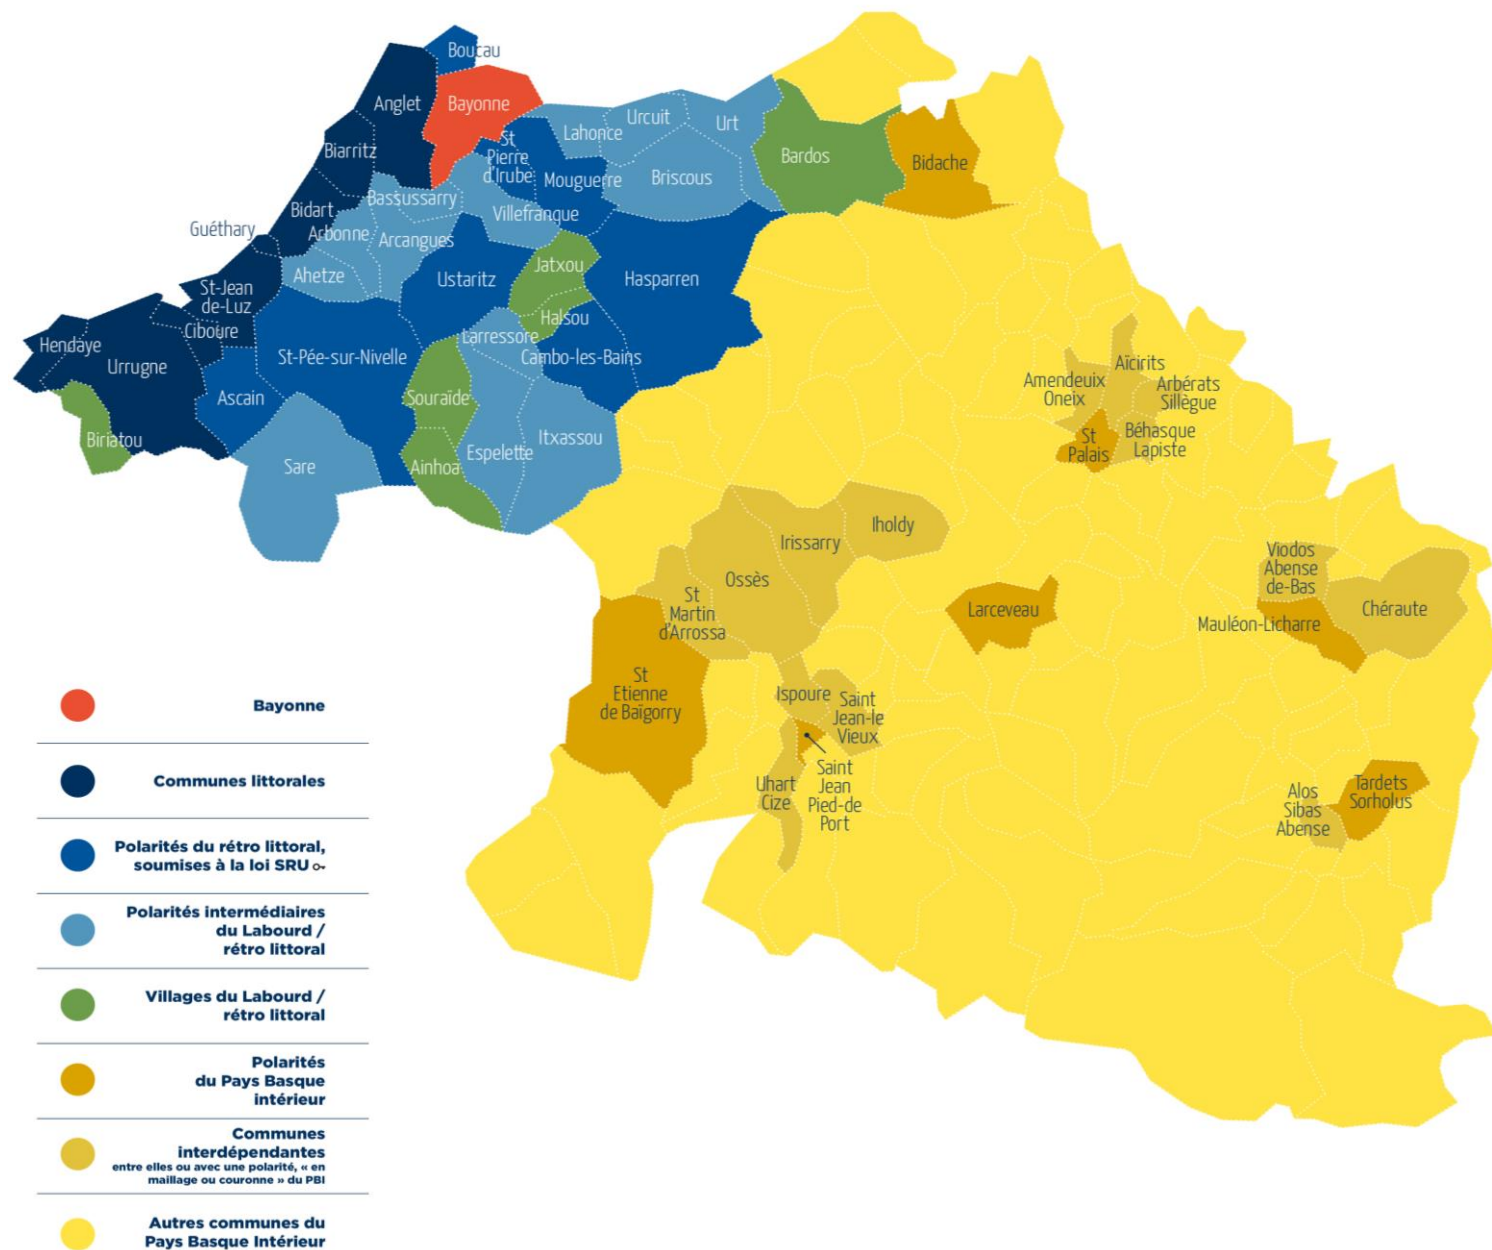 Boucau
Anglet
Bayonne
Biarritz
St
Pierre
d'Irube
Lahonce
Urcuit
Urt
Mouguerre
Briscous
Bardos
Bidache
Bidart
Bassussarry
Villefranque
Guéthary
Arbonne
Arcangues
Ahetze
Ustaritz
Jatxou
Hasparren
St-Jean
de-Luz
Ciboure
Halsou
Larressore
Cambo-les-Bains
Hendaye
Urrugne
St-Pée-sur-Nivelle
Ascain
Souraïde
Biriatou
Sare
Ainhoa
Espelette
Itxassou
Aïcirits
Amendeuix
Oneix
Arbérats
Sillègue
St
Palais
Béhasque
Lapiste
Iholdy
Irissarry
Ossès
St
Martin
d'Arrossa
Larceveau
Viodos
Abense
de-Bas
Chéraute
Mauléon-Licharre
St
Etienne
de Baïgorry
Ispoure
Saint
Jean-le
Vieux
Uhart
Cize
Saint
Jean
Pied-de
Port
Alos
Sibas
Abense
Tardets
Sorholus
Bayonne
Communes littorales
Polarités du rétro littoral,
soumises à la loi SRU
Polarités intermédiaires
du Labourd /
rétro littoral
Villages du Labourd /
rétro littoral
Polarités
du Pays Basque
intérieur
Communes
interdépendantes
entre elles ou avec une polarité, « en
maillage ou couronne » du PBI
Autres communes du
Pays Basque Intérieur